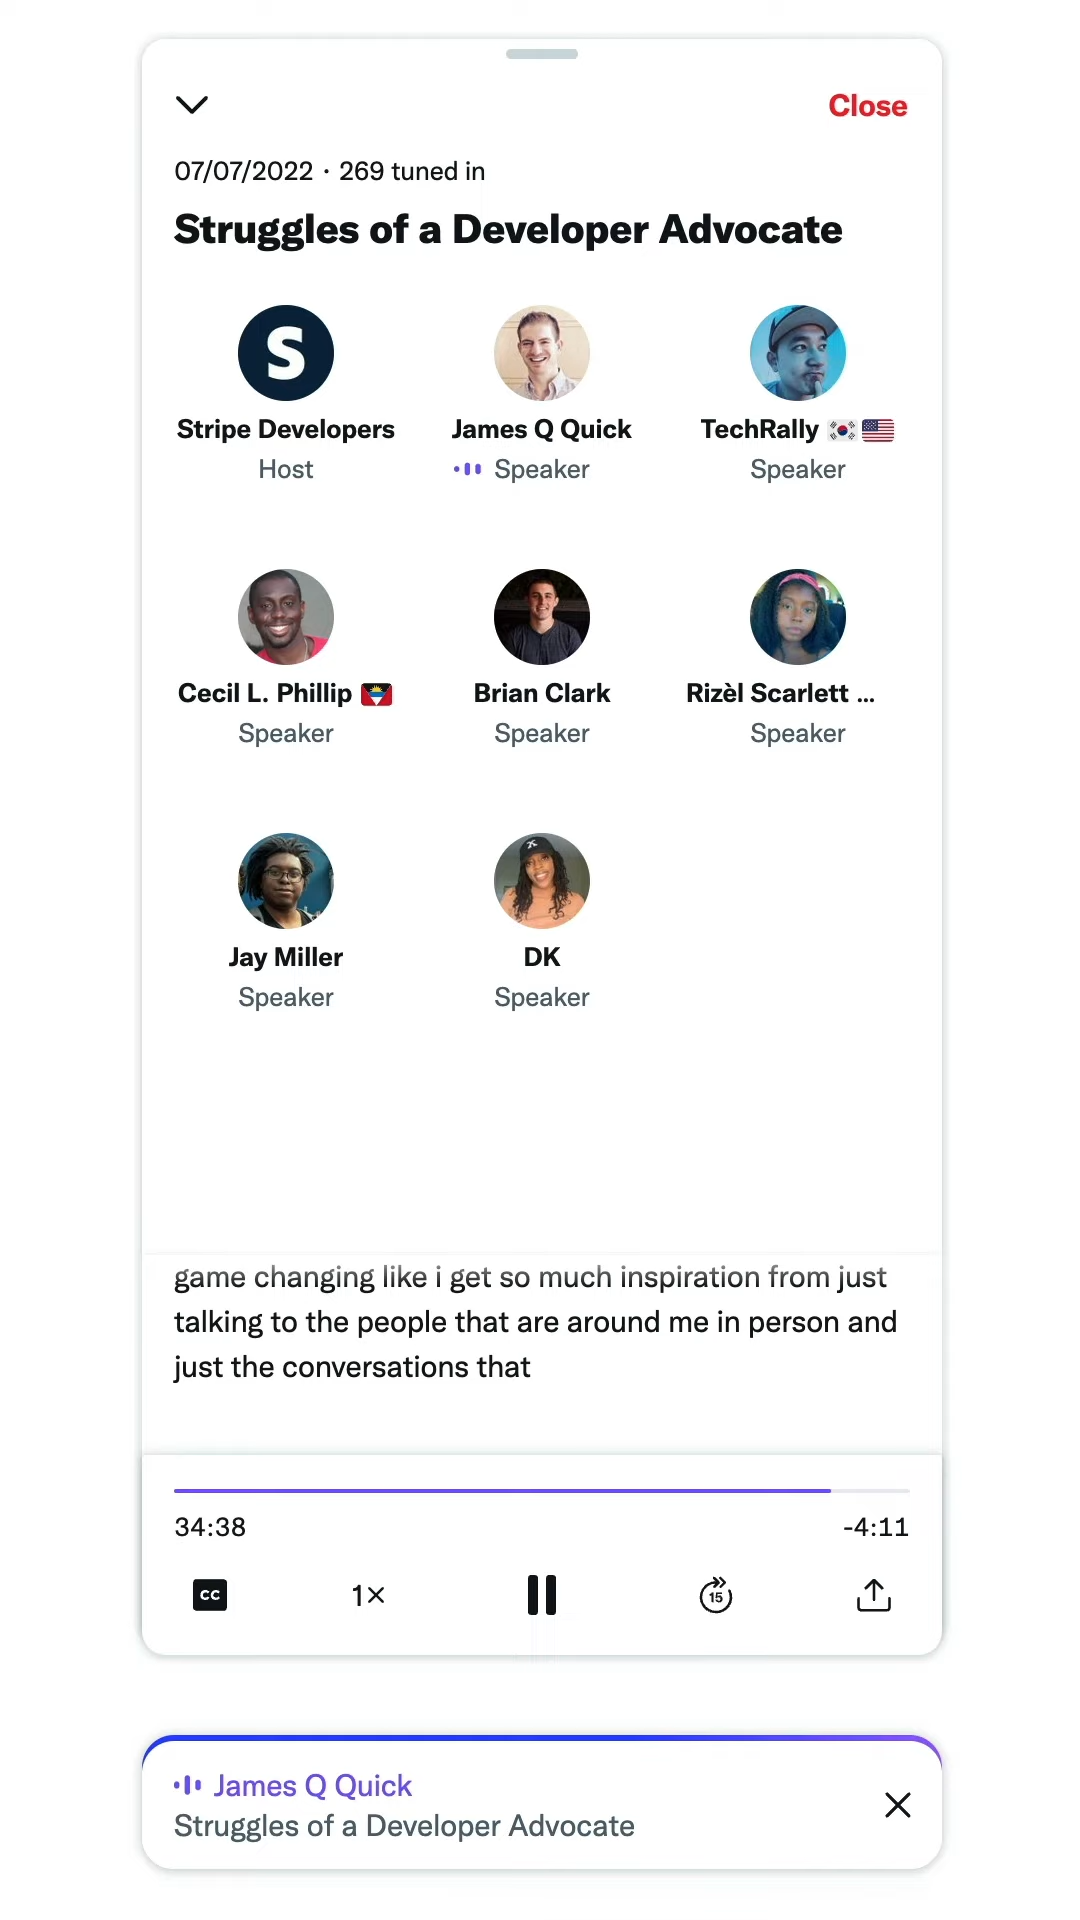 Close
07/07/2022 · 269 tuned in
Struggles of a Developer Advocate
S
Stripe Developers
Host
James Q Quick
Speaker
TechRally 🇰🇷🇺🇸
Speaker
Cecil L. Phillip 🇦🇬
Speaker
Brian Clark
Speaker
Rizèl Scarlett ...
Speaker
Jay Miller
Speaker
DK
Speaker
game changing like i get so much inspiration from just
talking to the people that are around me in person and
just the conversations that
34:38
-4:11
CC
1×
15
James Q Quick
Struggles of a Developer Advocate